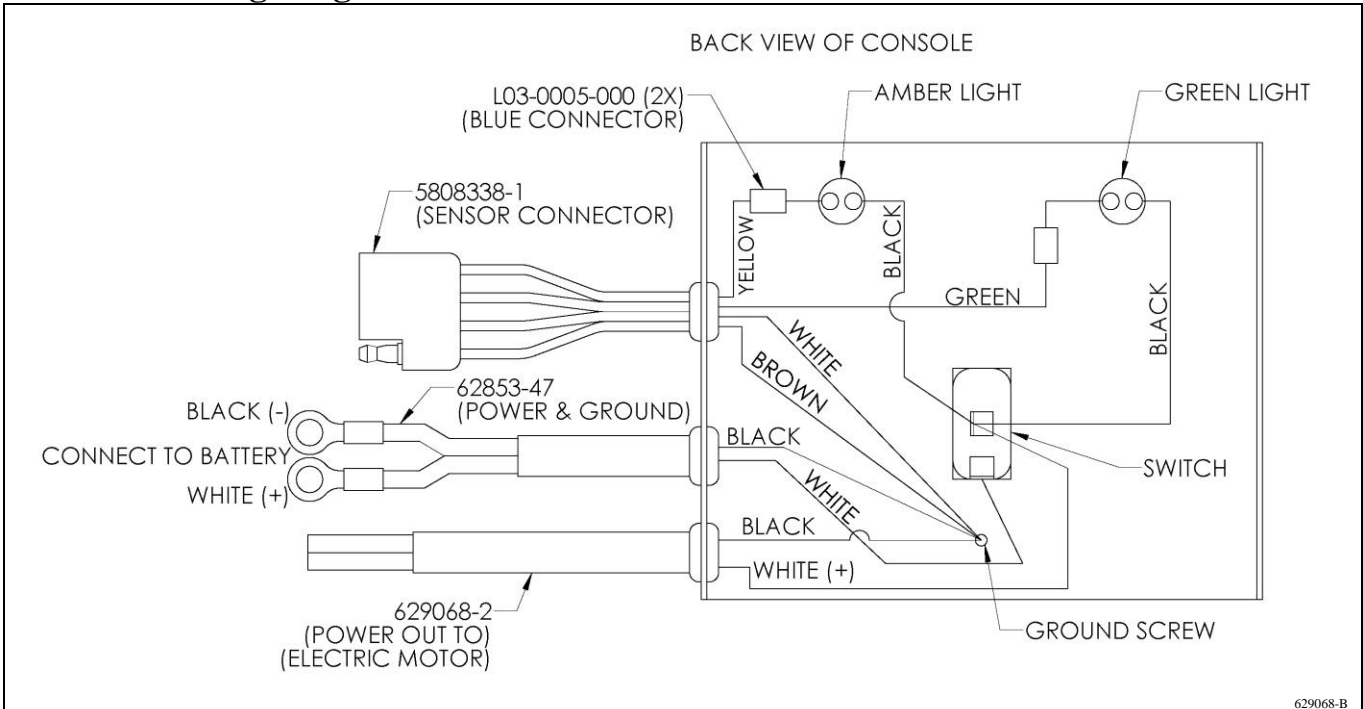 BACK VIEW OF CONSOLE
L03-0005-000 (2X)
(BLUE CONNECTOR)
AMBER LIGHT
GREEN LIGHT
5808338-1
(SENSOR CONNECTOR)
YELLOW
BLACK
GREEN
BLACK
WHITE
BROWN
62853-47
(POWER & GROUND)
BLACK (-)
CONNECT TO BATTERY
WHITE (+)
BLACK
WHITE
SWITCH
BLACK
WHITE (+)
629068-2
(POWER OUT TO)
(ELECTRIC MOTOR)
GROUND SCREW
629068-B